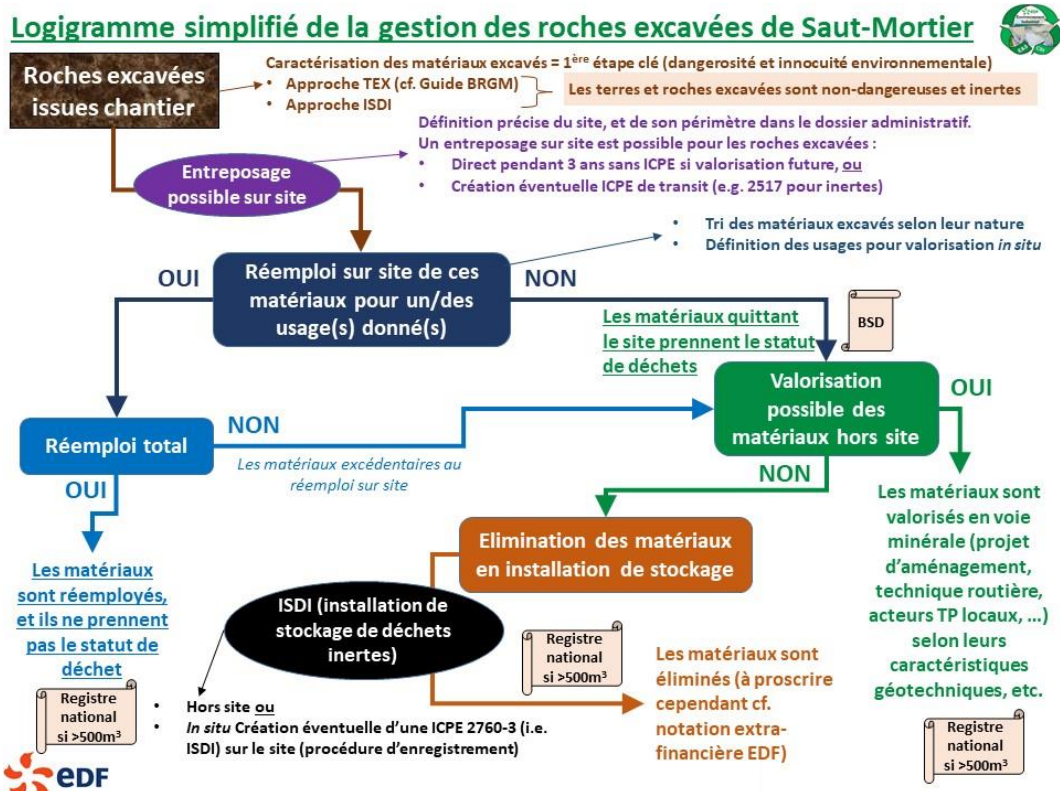 Logigramme simplifié de la gestion des roches excavées de Saut-Mortier
Roches excavées
issues chantier
Caractérisation des matériaux excavés = 1ère étape clé (dangerosité et innocuité environnementale)
• Approche TEX (cf. Guide BRGM)
• Approche ISDI
Les terres et roches excavées sont non-dangereuses et inertes
Définition précise du site, et de son périmètre dans le dossier administratif.
Un entreposage sur site est possible pour les roches excavées :
• Direct pendant 3 ans sans ICPE si valorisation future, ou
• Création éventuelle ICPE de transit (e.g. 2517 pour inertes)
Entreposage
possible sur site
• Tri des matériaux excavés selon leur nature
• Définition des usages pour valorisation in situ
OUI
Réemploi sur site de ces
matériaux pour un/des
usage(s) donné(s)
NON
Les matériaux quittant
le site prennent le statut
de déchets
BSD
Valorisation
possible des
matériaux hors site
OUI
Réemploi total
NON
Les matériaux excédentaires au
réemploi sur site
OUI
NON
Les matériaux sont
valorisés en voie
minérale (projet
d'aménagement,
technique routière,
acteurs TP locaux, ...)
selon leurs
caractéristiques
géotechniques, etc.
Elimination des matériaux
en installation de stockage
Les matériaux
sont réemployés,
et ils ne prennent
pas le statut de
déchet
ISDI (installation de
stockage de déchets
inertes)
Registre
national
si >500m³
Les matériaux sont
éliminés (à proscrire
cependant cf.
notation extra-
financière EDF)
Registre
national
si >500m³
• Hors site ou
• In situ Création éventuelle d'une ICPE 2760-3 (i.e.
ISDI) sur le site (procédure d'enregistrement)
Registre
national
si >500m³
eDF